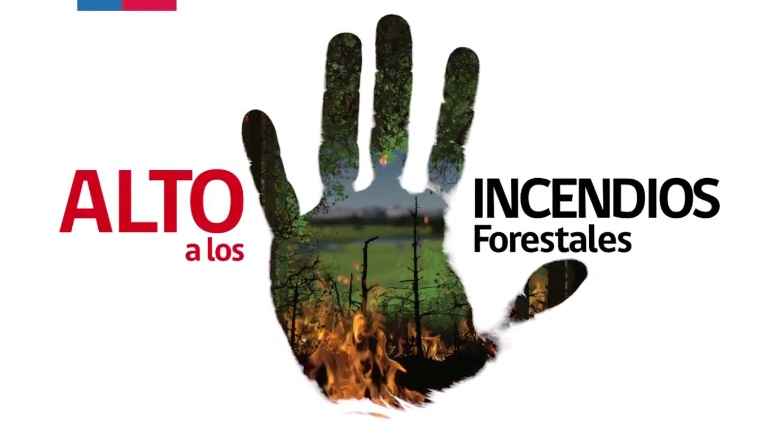 ALTO
a los
INCENDIOS
Forestales